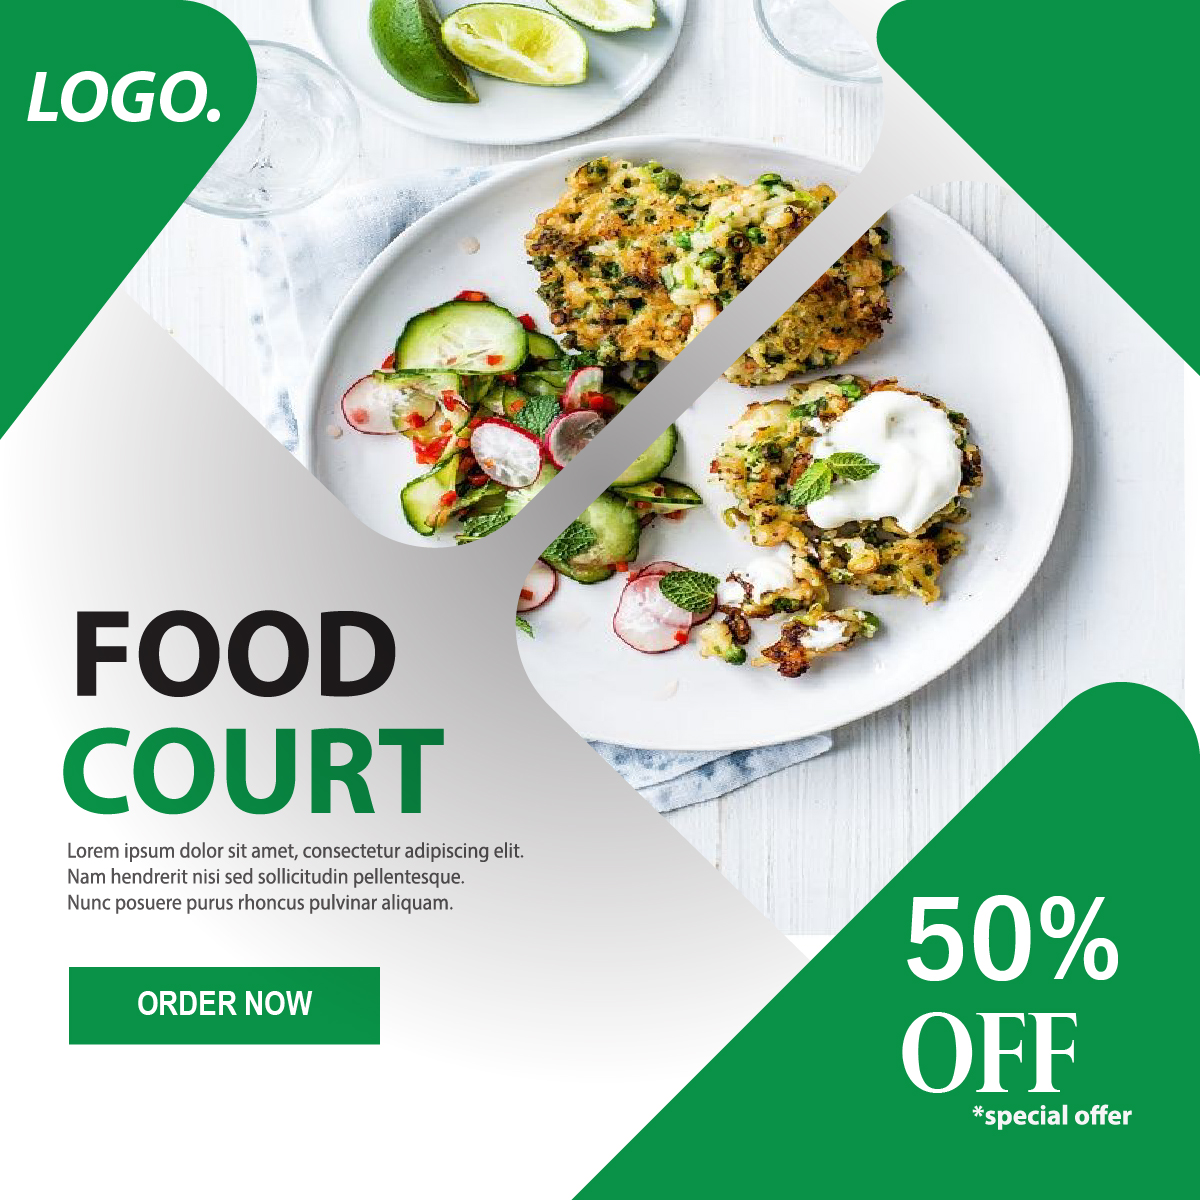 LOGO.
FOOD
COURT
Lorem ipsum dolor sit amet, consectetur adipiscing elit.
Nam hendrerit nisi sed sollicitudin pellentesque.
Nunc posuere purus rhoncus pulvinar aliquam.
ORDER NOW
50%
OFF
*special offer